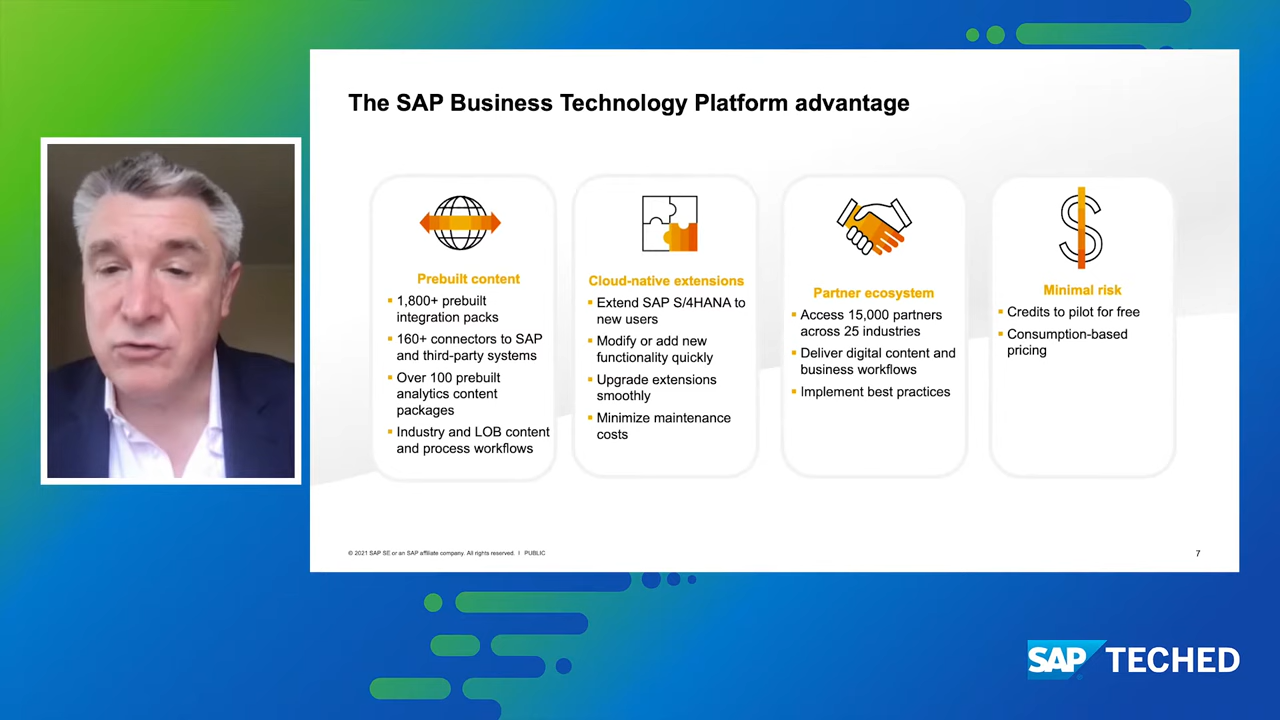 The SAP Business Technology Platform advantage
Prebuilt content
▪ 1,800+ prebuilt
integration packs
▪ 160+ connectors to SAP
and third-party systems
▪ Over 100 prebuilt
analytics content
packages
▪ Industry and LOB content
and process workflows
Cloud-native extensions
▪ Extend SAP S/4HANA to
new users
▪ Modify or add new
functionality quickly
▪ Upgrade extensions
smoothly
▪ Minimize maintenance
costs
Partner ecosystem
▪ Access 15,000 partners
across 25 industries
▪ Deliver digital content and
business workflows
▪ Implement best practices
Minimal risk
▪ Credits to pilot for free
▪ Consumption-based
pricing
© 2021 SAP SE or an SAP affiliate company. All rights reserved. I PUBLIC
7
SAP TECHED